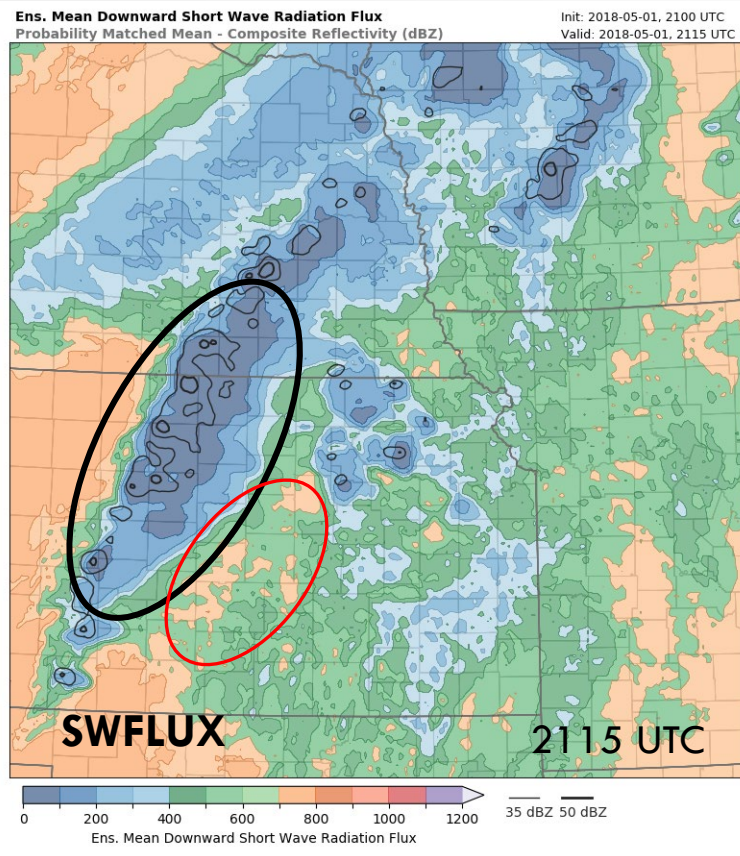 Ens. Mean Downward Short Wave Radiation Flux
Init: 2018-05-01, 2100 UTC
Probability Matched Mean - Composite Reflectivity (dBZ)
Valid: 2018-05-01, 2115 UTC
SWFLUX
2115 UTC
0 200 400 600 800 1000 1200
35 dBZ 50 dBZ
Ens. Mean Downward Short Wave Radiation Flux